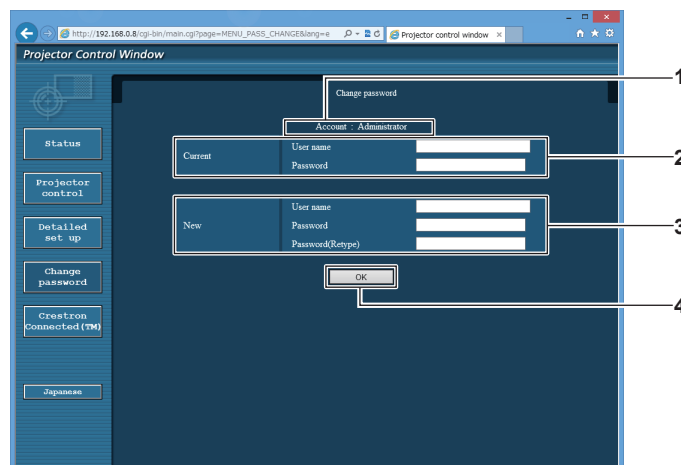 http://192.168.0.8/cgi-bin/main.cgi?page=MENU_PASS_CHANGE&lang=e
Projector control window
Projector Control Window
1
Change password
Account : Administrator
Status
Current
User name
Password
2
Projector
control
New
User name
Password
Password(Retype)
3
Detailed
set up
Change
password
OK
4
Crestron
Connected(TM)
Japanese